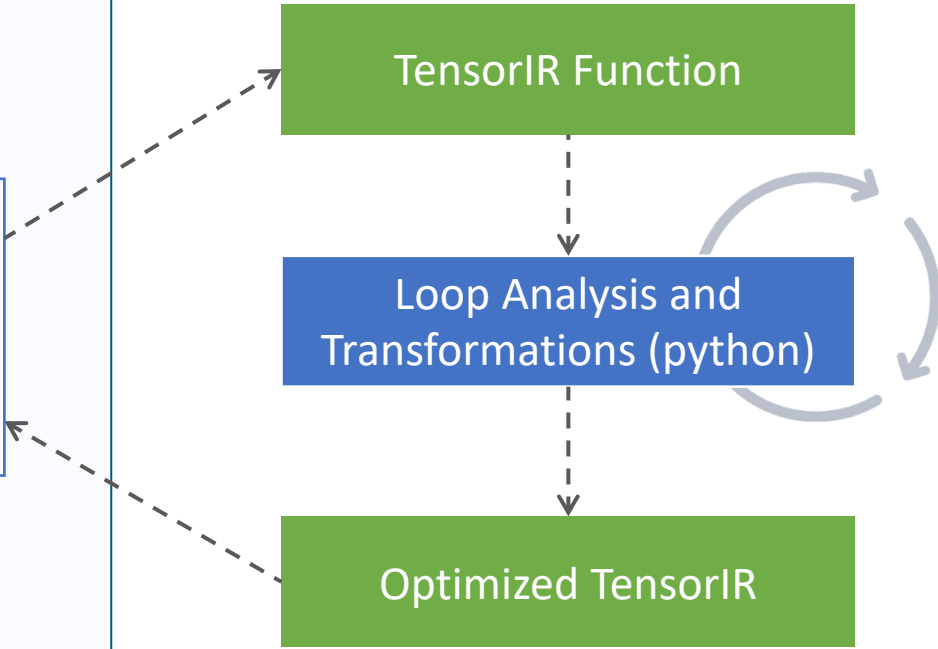 TensorIR Function
Loop Analysis and
Transformations (python)
Optimized TensorIR